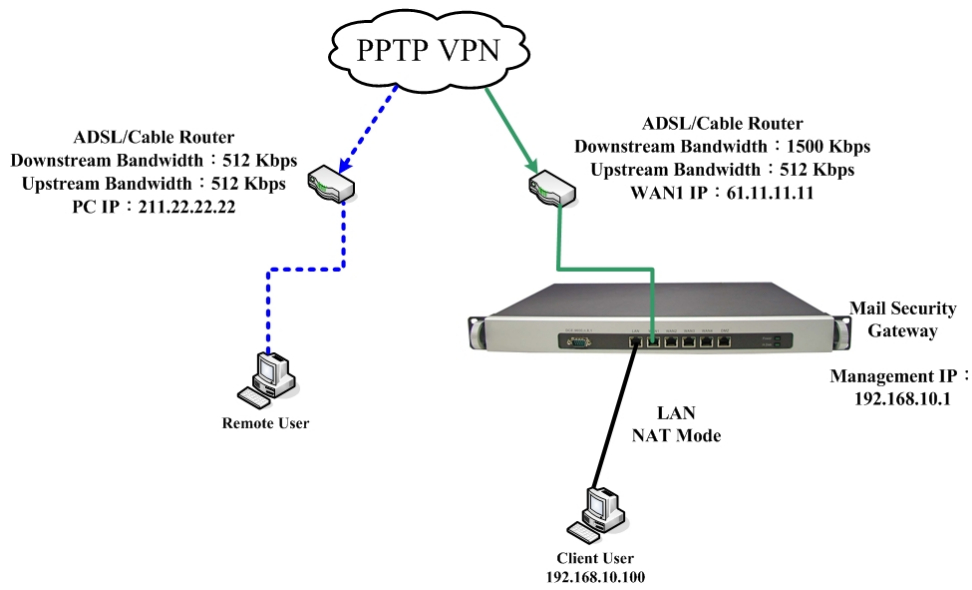 PPTP VPN
ADSL/Cable Router
Downstream Bandwidth：512 Kbps
Upstream Bandwidth：512 Kbps
PC IP：211.22.22.22
ADSL/Cable Router
Downstream Bandwidth：1500 Kbps
Upstream Bandwidth：512 Kbps
WAN1 IP：61.11.11.11
Mail Security
Gateway
Management IP：
192.168.10.1
LAN
NAT Mode
Remote User
Client User
192.168.10.100